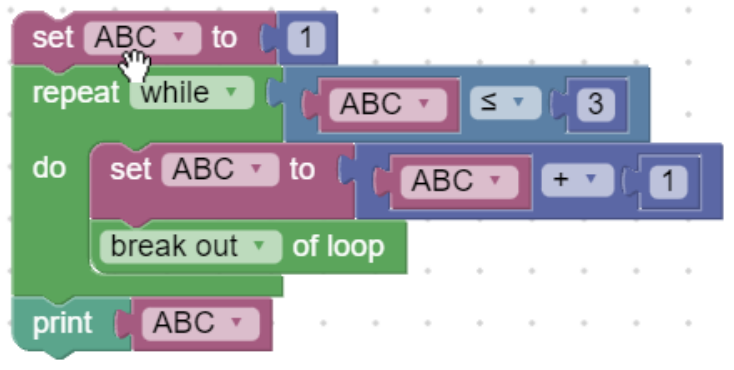 set ABC to 1
repeat while ABC ≤ 3
do set ABC to ABC + 1
break out of loop
print ABC